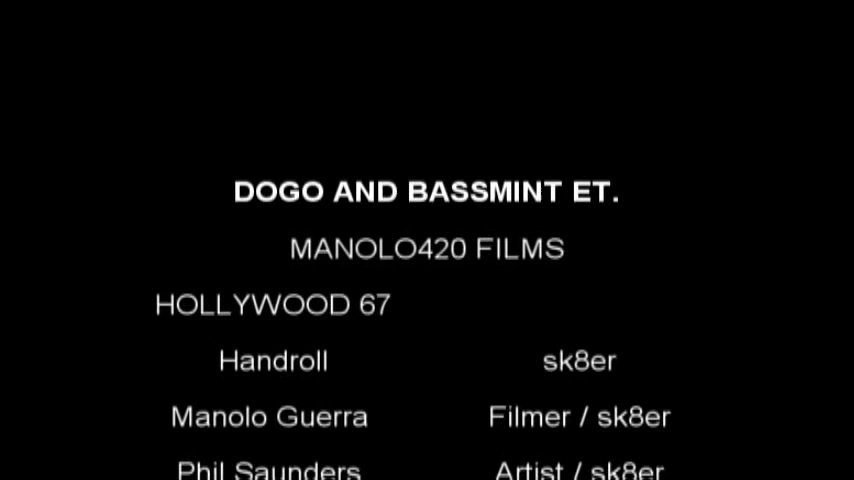 DOGO AND BASSMINT ET.
MANOLO420 FILMS
HOLLYWOOD 67
Handroll sk8er
Manolo Guerra Filmer / sk8er
Phil Saunders Artist / sk8er